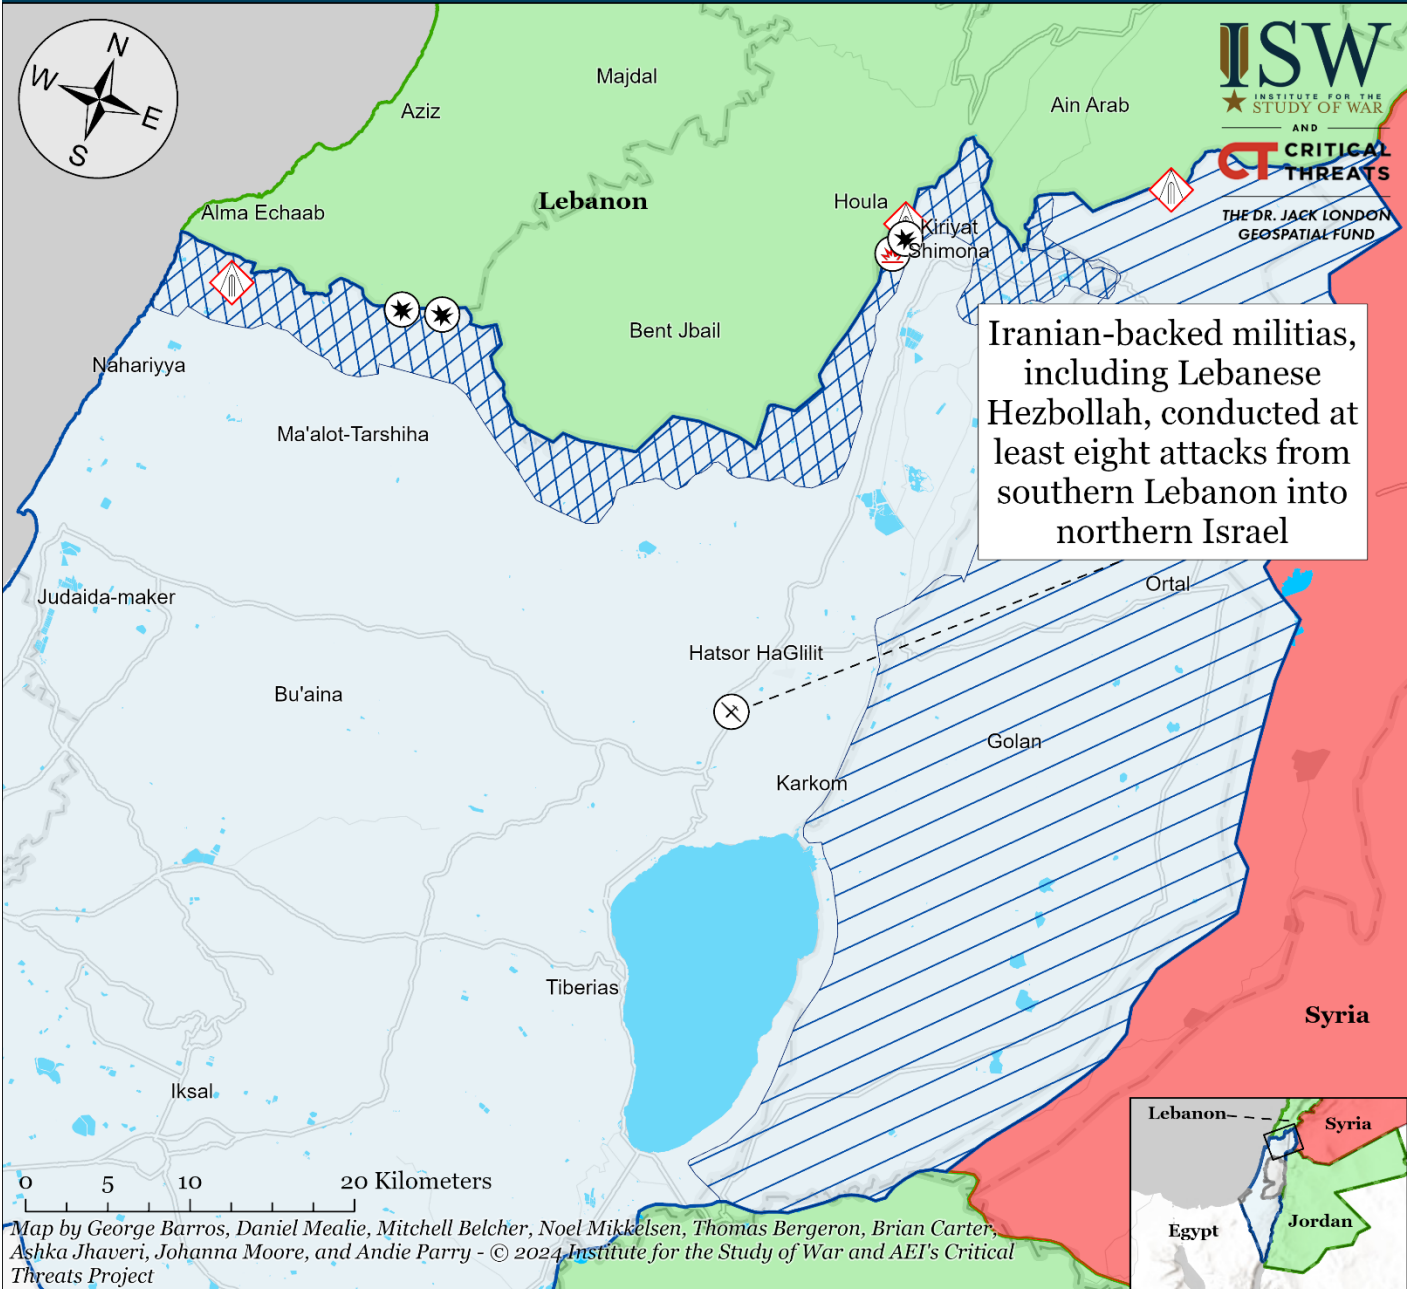 N
W
E
S
ISW
INSTITUTE FOR THE
STUDY OF WAR
AND
CT CRITICAL
THREATS
THE DR. JACK LONDON
GEOSPATIAL FUND
Majdal
Aziz
Ain Arab
Lebanon
Houla
Alma Echaab
Kiriyat
Shimona
Bent Jbail
Nahariyya
Ma'alot-Tarshiha
Iranian-backed militias,
including Lebanese
Hezbollah, conducted at
least eight attacks from
southern Lebanon into
northern Israel
Judaida-maker
Ortal
Hatsor HaGlilit
Bu'aina
Golan
Karkom
Tiberias
Syria
Iksal
Lebanon
Syria
Egypt
Jordan
0 5 10 20 Kilometers
Map by George Barros, Daniel Mealie, Mitchell Belcher, Noel Mikkelsen, Thomas Bergeron, Brian Carter,
Ashka Jhaveri, Johanna Moore, and Andie Parry - © 2024 Institute for the Study of War and AEI's Critical
Threats Project